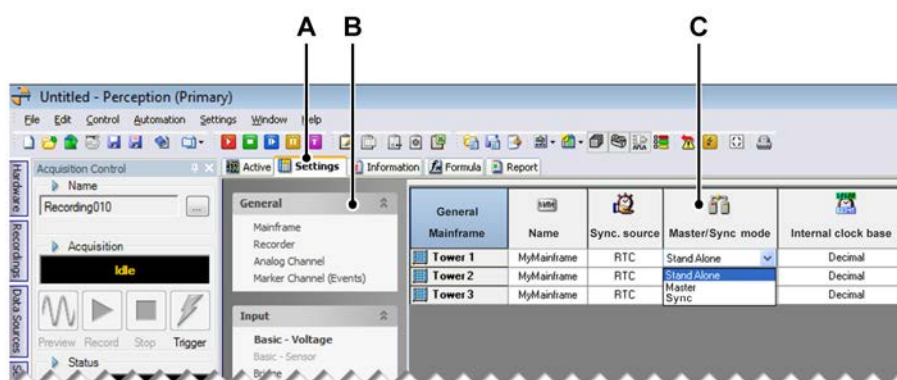 A B C
Untitled - Perception (Primary)
File Edit Control Automation Settings Window Help
Hardware
Recordings
Data Sources
Acquisition Control
Name
Recording010
...
Acquisition
Idle
Preview Record Stop Trigger
Status
Active Settings Information Formula Report
General
Mainframe
Recorder
Analog Channel
Marker Channel (Events)
Input
Basic - Voltage
Basic - Sensor
Bridge
General Mainframe Name Sync. source Master/Sync mode Internal clock base
Tower 1 MyMainframe RTC Stand Alone Decimal
Tower 2 MyMainframe RTC Stand Alone Decimal
Master
Sync
Tower 3 MyMainframe RTC Decimal